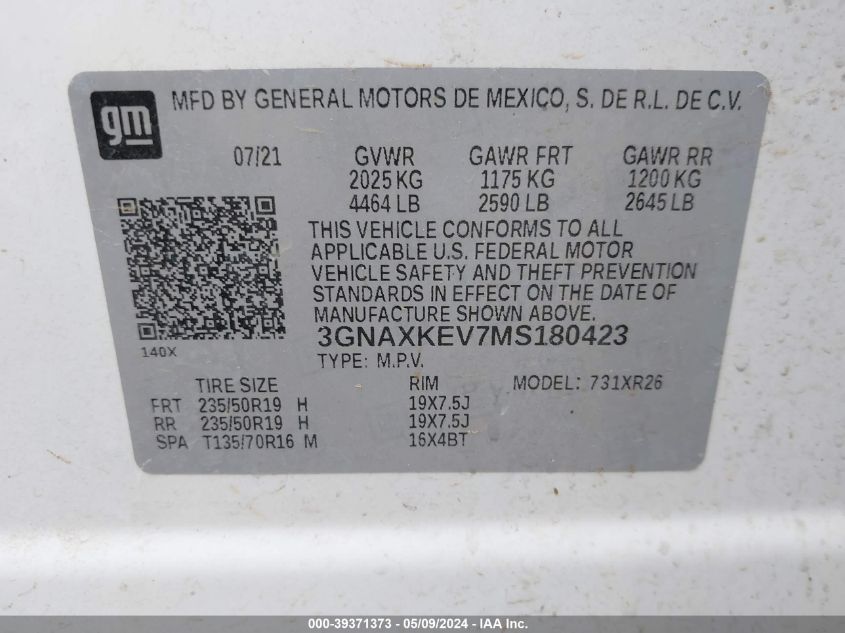 gm
MFD BY GENERAL MOTORS DE MEXICO, S. DE R.L. DE C.V.
07/21 GVWR GAWR FRT GAWR RR
2025 KG 1175 KG 1200 KG
4464 LB 2590 LB 2645 LB
THIS VEHICLE CONFORMS TO ALL
APPLICABLE U.S. FEDERAL MOTOR
VEHICLE SAFETY AND THEFT PREVENTION
STANDARDS IN EFFECT ON THE DATE OF
MANUFACTURE SHOWN ABOVE.
3GNAXKEV7MS180423
140X
TYPE: M.P.V.
TIRE SIZE RIM MODEL: 731XR26
FRT 235/50R19 H 19X7.5J
RR 235/50R19 H 19X7.5J
SPA T135/70R16 M 16X4BT
000-39371373 - 05/09/2024 - IAA Inc.